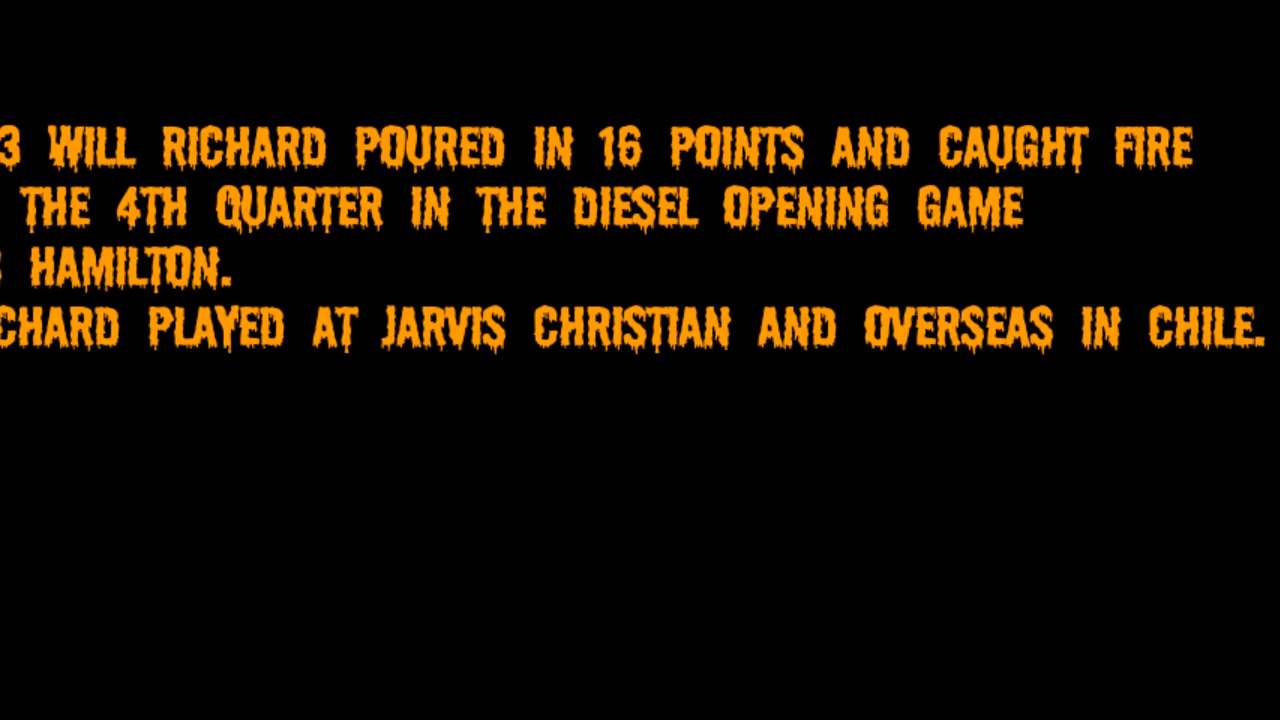 3 WILL RICHARD POURED IN 16 POINTS AND CAUGHT FIRE
THE 4TH QUARTER IN THE DIESEL OPENING GAME
HAMILTON.
CHARD PLAYED AT JARVIS CHRISTIAN AND OVERSEAS IN CHILE.